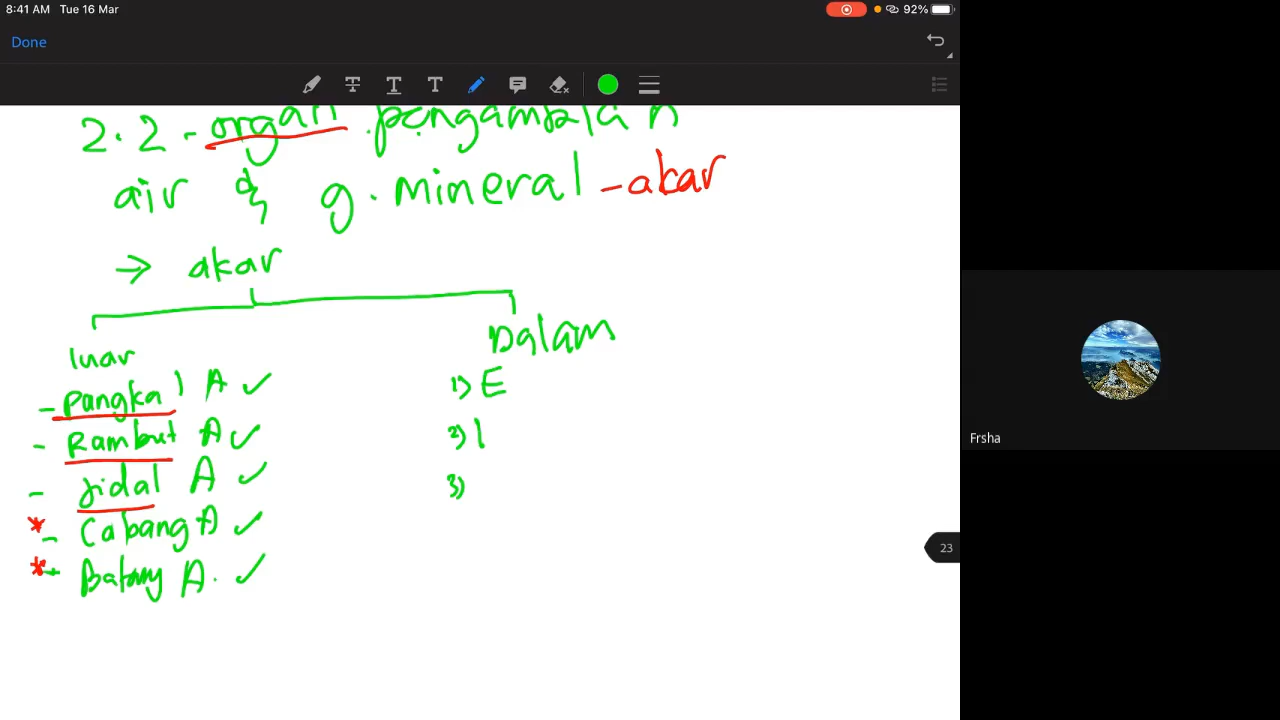 8:41 AM Tue 16 Mar
92%
Done
T T T
2.2 - organ pengambilan
air & g. mineral - akar
→ akar
luar
Dalam
- Pangkal A ✓
1) E
- Rambut A ✓
2) l
- Jidal A ✓
3)
* - Cabang A ✓
* - Batang A. ✓
23
Frsha